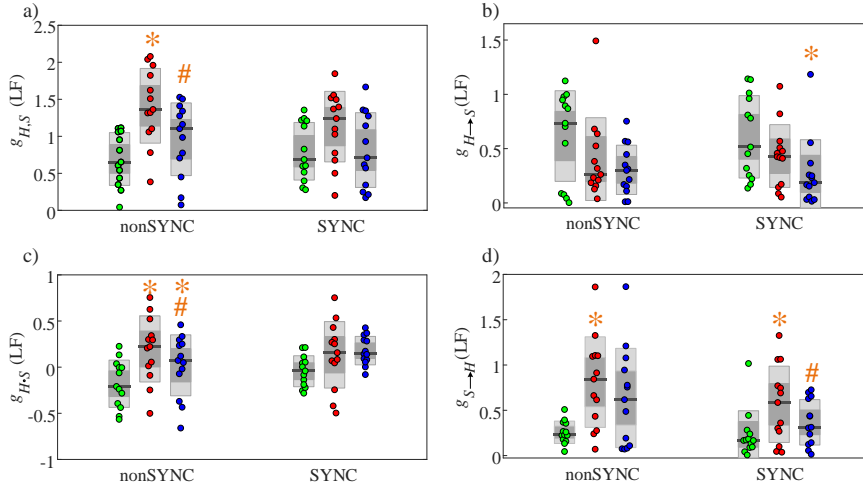 a)
g_{H,S} (LF)
2.5
2
1.5
1
0.5
0
*
#
nonSYNC
SYNC
b)
g_{H→S} (LF)
1.5
1
0.5
0
*
nonSYNC
SYNC
c)
g_{H·S} (LF)
1
0.5
0
-0.5
-1
*
*
#
nonSYNC
SYNC
d)
g_{S→H} (LF)
2
1.5
1
0.5
0
*
*
#
nonSYNC
SYNC